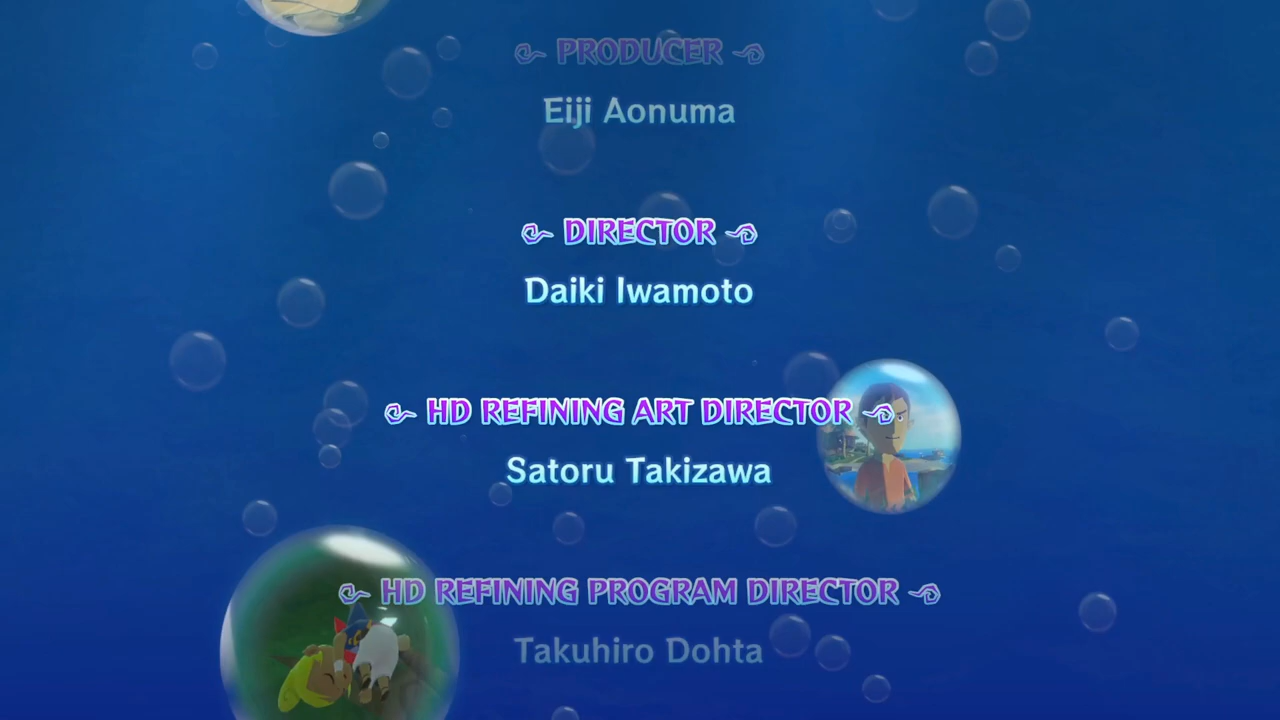 PRODUCER
Eiji Aonuma
DIRECTOR
Daiki Iwamoto
HD REFINING ART DIRECTOR
Satoru Takizawa
HD REFINING PROGRAM DIRECTOR
Takuhiro Dohta